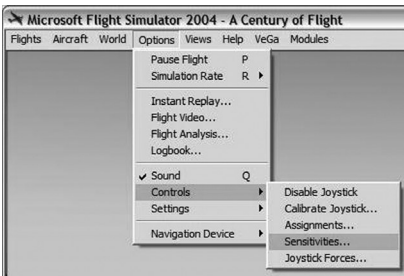 Microsoft Flight Simulator 2004 - A Century of Flight
Flights Aircraft World Options Views Help VeGa Modules
Pause Flight P
Simulation Rate R
Instant Replay...
Flight Video...
Flight Analysis...
Logbook...
Sound Q
Controls
Settings
Navigation Device
Disable Joystick
Calibrate Joystick...
Assignments...
Sensitivities...
Joystick Forces...